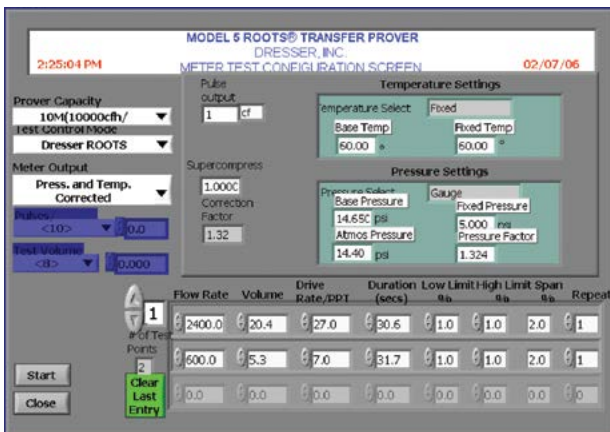 MODEL 5 ROOTS® TRANSFER PROVER
DRESSER, INC.
2:25:04 PM
METER TEST CONFIGURATION SCREEN
02/07/06
Prover Capacity
10M(10000cfh/
Test Control Mode
Dresser ROOTS
Meter Output
Press. and Temp.
Corrected
Pulses/
<10>
0.0
Test Volume
<8>
0.000
Pulse
output
1 cf
Supercompress
1.000
Correction
Factor
1.32
Temperature Settings
Temperature Select Fixed
Base Temp Fixed Temp
60.00 ° 60.00 °
Pressure Settings
Pressure Select Gauge
Base Pressure Fixed Pressure
14.65 psi 5.000
Atmos Pressure Pressure Factor
14.40 psi 1.324
Flow Rate Volume Drive Rate/PPT Duration (secs) Low Limit % High Limit % Span % Repeat
1
2400.0 20.4 27.0 30.6 1.0 1.0 2.0 1
# of Test
Points
2
600.0 5.3 7.0 31.7 1.0 1.0 2.0 1
Clear
Last
Entry
0.0 0.0 0.0 0.0 0.0 0.0 0.0 0
Start
Close